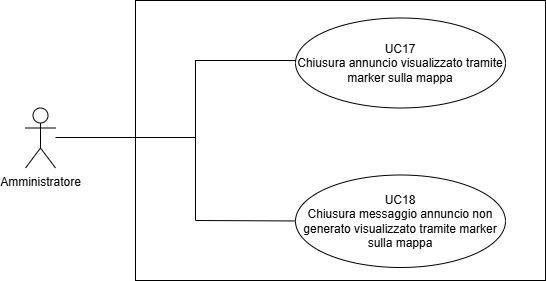 UC17
Chiusura annuncio visualizzato tramite
marker sulla mappa
Amministratore
UC18
Chiusura messaggio annuncio non
generato visualizzato tramite marker
sulla mappa